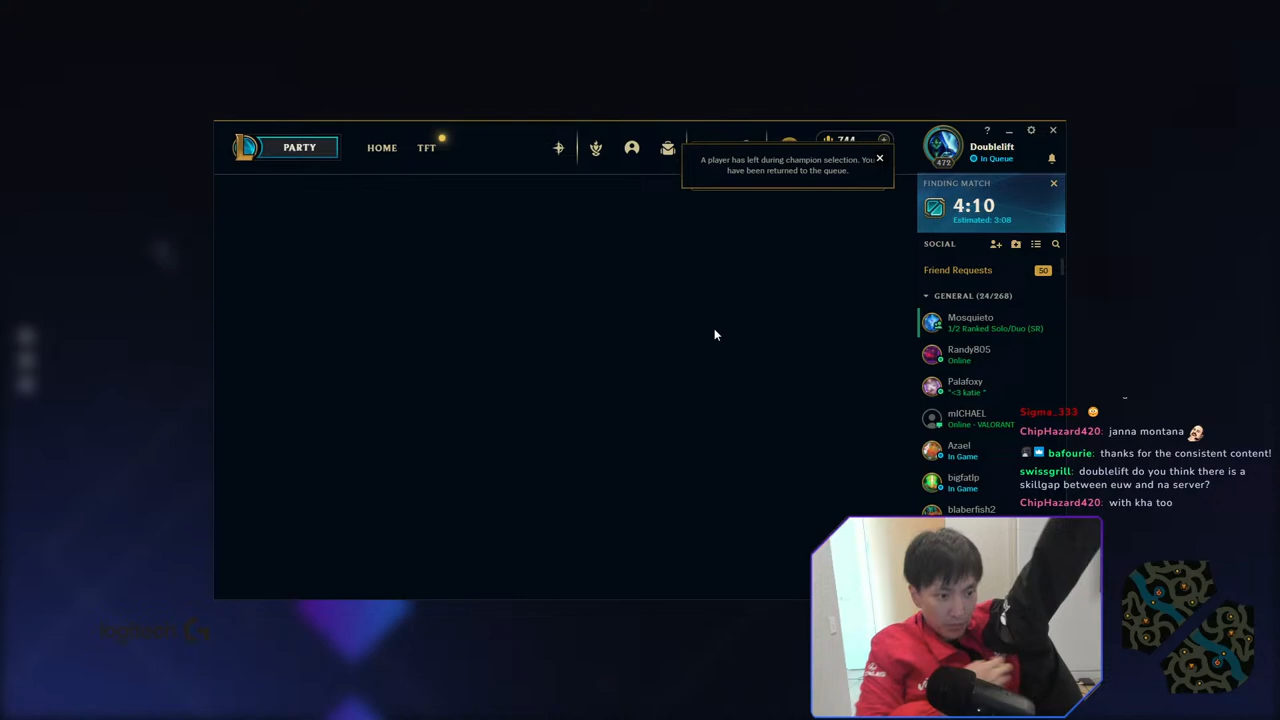 PARTY
HOME
TFT
744
A player has left during champion selection. You
have been returned to the queue.
?
472
Doublelift
In Queue
FINDING MATCH
4:10
Estimated: 3:08
SOCIAL
Friend Requests
50
GENERAL (24/268)
Mosquieto
1/2 Ranked Solo/Duo (SR)
Randy805
Online
Palafoxy
"<3 katie "
mICHAEL
Online - VALORANT
Azael
In Game
bigfatlp
In Game
blaberfish2
Sigma_333
ChipHazard420: janna montana
bafourie: thanks for the consistent content!
swissgrill: doublelift do you think there is a
skillgap between euw and na server?
ChipHazard420: with kha too